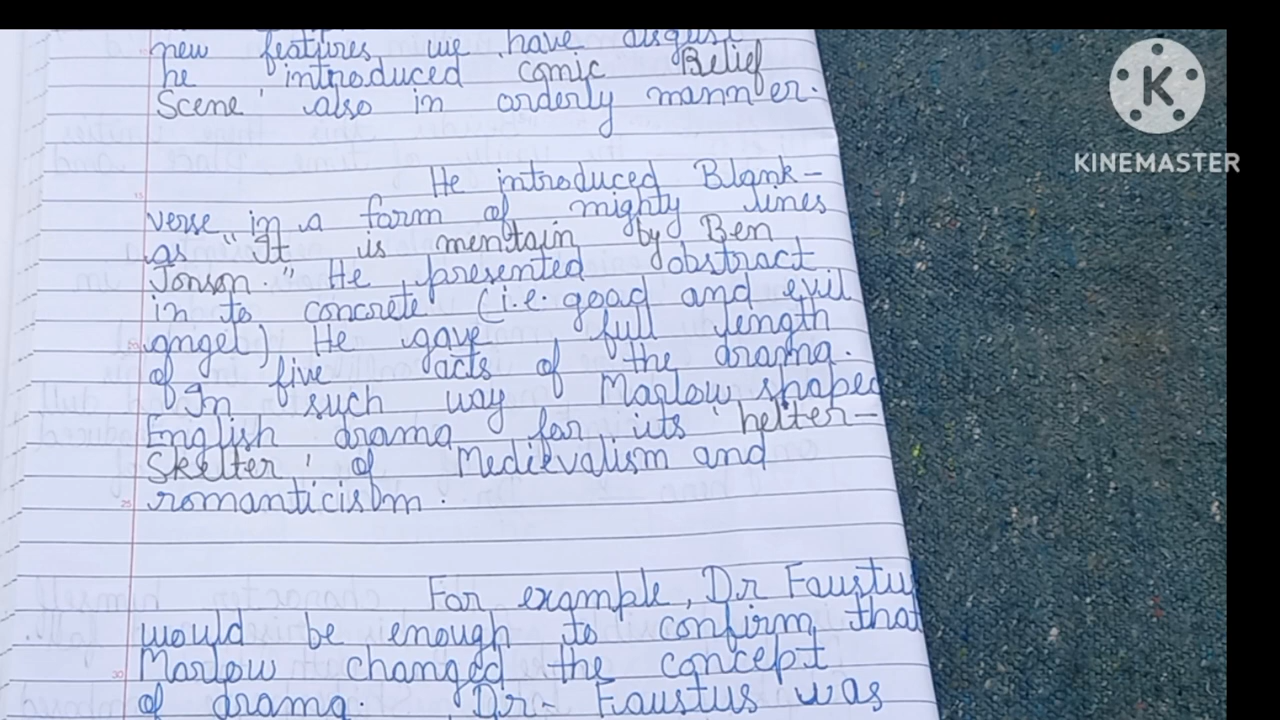 new features we have disgust
he introduced comic Relief
Scene' also in orderly manner.
He introduced Blank-
verse in a form of mighty lines
as "It is mentain by Ben
Jonson." He presented abstract
in to concrete (i.e. good and evil
angel) He gave full length
of five acts of the drama.
In such way of Marlow shaped
English drama for its 'helter-
Skelter' of Medievalism and
romanticism.
For example, Dr Faustus
would be enough to confirm that
Marlow changed the concept
of drama. Dr- Faustus was
K
KINEMASTER